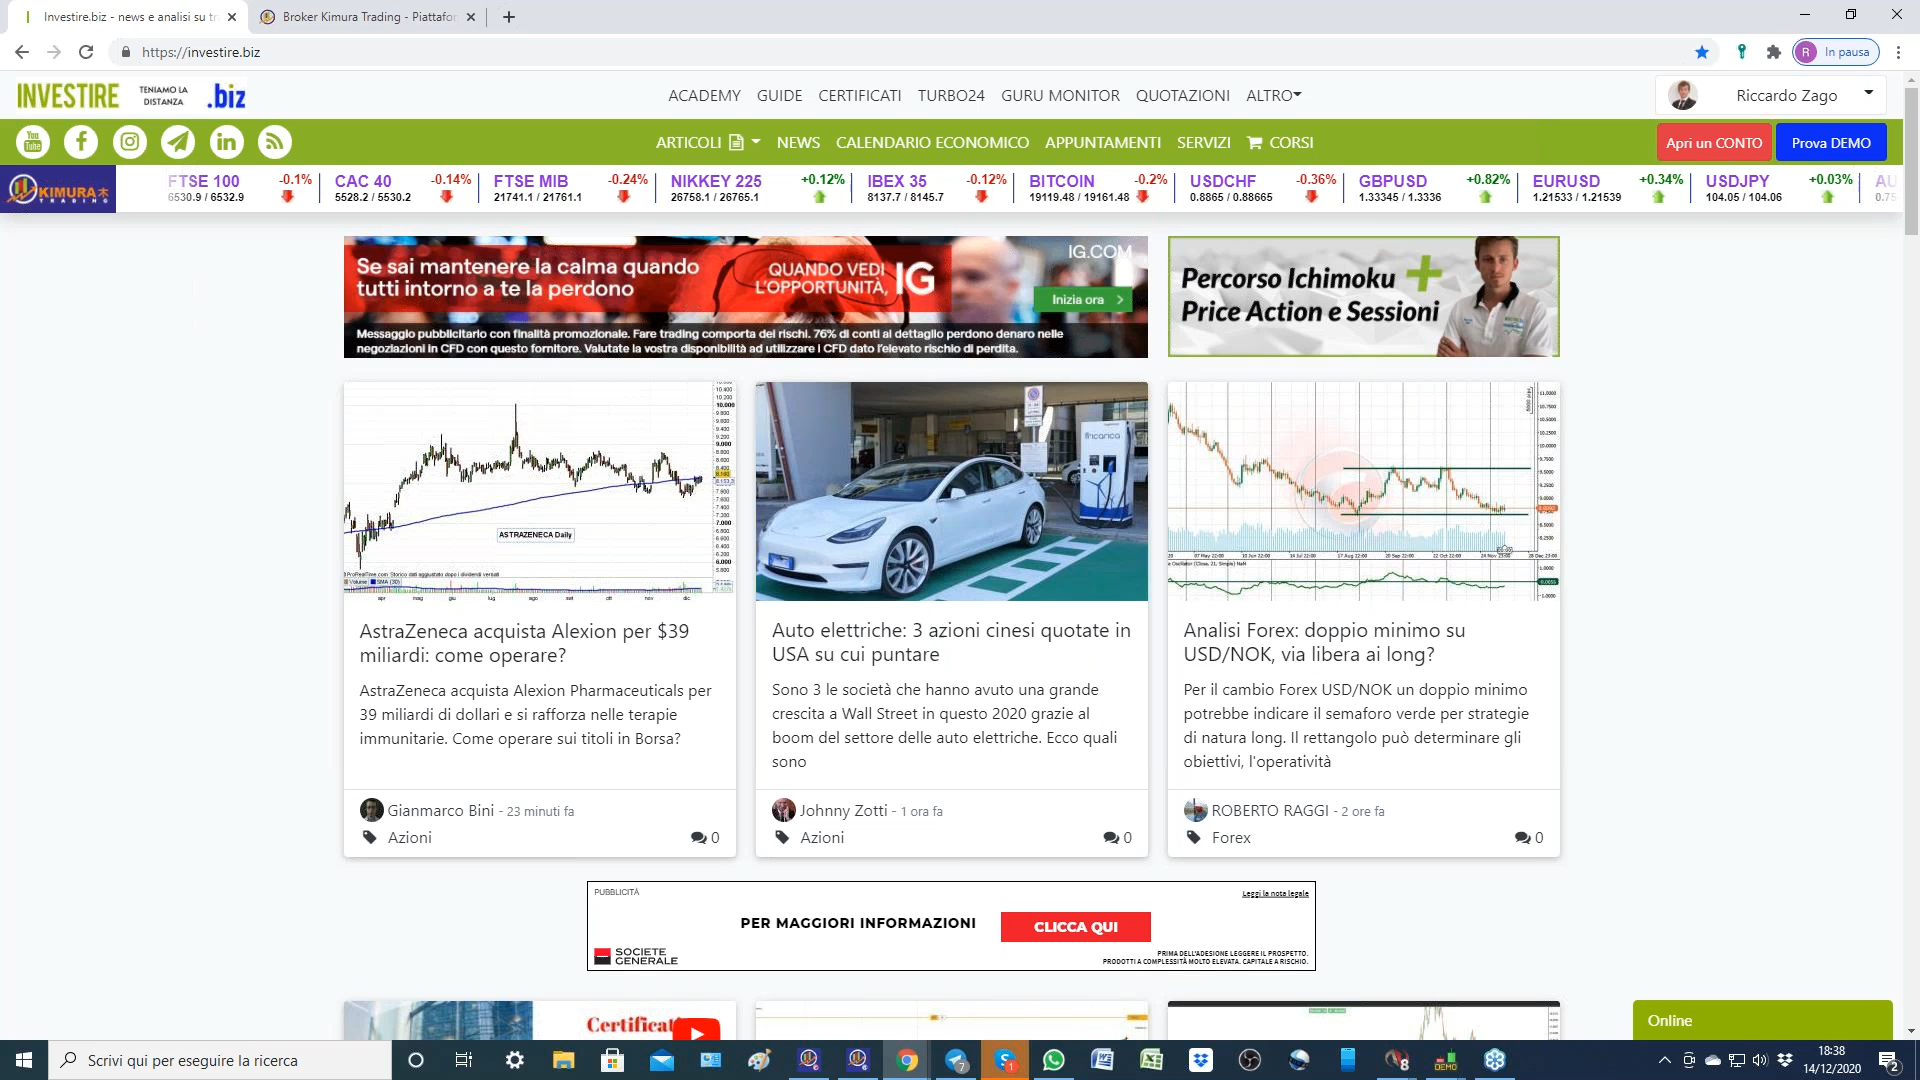 Investire.biz - news e analisi su tr
Broker Kimura Trading - Piattafor
https://investire.biz
R In pausa
INVESTIRE TENIAMO LA DISTANZA .biz
ACADEMY GUIDE CERTIFICATI TURBO24 GURU MONITOR QUOTAZIONI ALTRO
Riccardo Zago
You Tube
ARTICOLI NEWS CALENDARIO ECONOMICO APPUNTAMENTI SERVIZI CORSI
Apri un CONTO Prova DEMO
KIMURA TRADING
FTSE 100 -0.1%
6530.9 / 6532.9
CAC 40 -0.14%
5528.2 / 5530.2
FTSE MIB -0.24%
21741.1 / 21761.1
NIKKEY 225 +0.12%
26758.1 / 26765.1
IBEX 35 -0.12%
8137.7 / 8145.7
BITCOIN -0.2%
19119.48 / 19161.48
USDCHF -0.36%
0.8865 / 0.88665
GBPUSD +0.82%
1.33345 / 1.3336
EURUSD +0.34%
1.21533 / 1.21539
USDJPY +0.03%
104.05 / 104.06
AU
0.75
Se sai mantenere la calma quando
tutti intorno a te la perdono
QUANDO VEDI
L'OPPORTUNITÀ, IG
IG.COM
Inizia ora >
Messaggio pubblicitario con finalità promozionale. Fare trading comporta dei rischi. 76% di conti al dettaglio perdono denaro nelle
negoziazioni in CFD con questo fornitore. Valutate la vostra disponibilità ad utilizzare i CFD dato l'elevato rischio di perdita.
Percorso Ichimoku +
Price Action e Sessioni
ASTRAZENECA Daily
AstraZeneca acquista Alexion per $39
miliardi: come operare?
AstraZeneca acquista Alexion Pharmaceuticals per
39 miliardi di dollari e si rafforza nelle terapie
immunitarie. Come operare sui titoli in Borsa?
Gianmarco Bini - 23 minuti fa
Azioni 0
Auto elettriche: 3 azioni cinesi quotate in
USA su cui puntare
Sono 3 le società che hanno avuto una grande
crescita a Wall Street in questo 2020 grazie al
boom del settore delle auto elettriche. Ecco quali
sono
Johnny Zotti - 1 ora fa
Azioni 0
Analisi Forex: doppio minimo su
USD/NOK, via libera ai long?
Per il cambio Forex USD/NOK un doppio minimo
potrebbe indicare il semaforo verde per strategie
di natura long. Il rettangolo può determinare gli
obiettivi, l'operatività
ROBERTO RAGGI - 2 ore fa
Forex 0
PUBBLICITÀ
Leggi la nota legale
PER MAGGIORI INFORMAZIONI
CLICCA QUI
SOCIETE
GENERALE
PRIMA DELL'ADESIONE LEGGERE IL PROSPETTO.
PRODOTTI A COMPLESSITÀ MOLTO ELEVATA. CAPITALE A RISCHIO.
Certificat
Online
Scrivi qui per eseguire la ricerca
18:38
14/12/2020